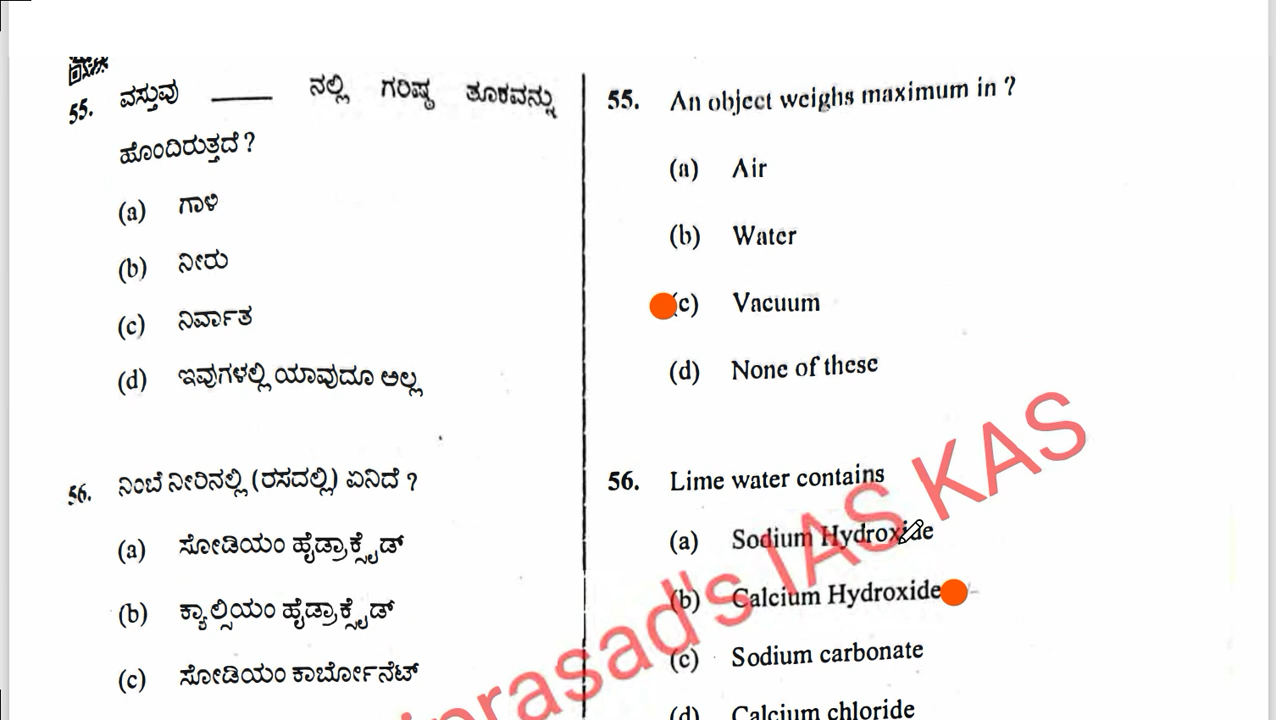 55. ವಸ್ತುವು ____ ನಲ್ಲಿ ಗರಿಷ್ಠ ತೂಕವನ್ನು
ಹೊಂದಿರುತ್ತದೆ ?
(a) ಗಾಳಿ
(b) ನೀರು
(c) ನಿರ್ವಾತ
(d) ಇವುಗಳಲ್ಲಿ ಯಾವುದೂ ಅಲ್ಲ
56. ನಿಂಬೆ ನೀರಿನಲ್ಲಿ (ರಸದಲ್ಲಿ) ಏನಿದೆ ?
(a) ಸೋಡಿಯಂ ಹೈಡ್ರಾಕ್ಸೈಡ್
(b) ಕ್ಯಾಲ್ಸಿಯಂ ಹೈಡ್ರಾಕ್ಸೈಡ್
(c) ಸೋಡಿಯಂ ಕಾರ್ಬೋನೆಟ್
55. An object weighs maximum in ?
(a) Air
(b) Water
(c) Vacuum
(d) None of these
56. Lime water contains
(a) Sodium Hydroxide
(b) Calcium Hydroxide
(c) Sodium carbonate
(d) Calcium chloride
prasad's IAS KAS